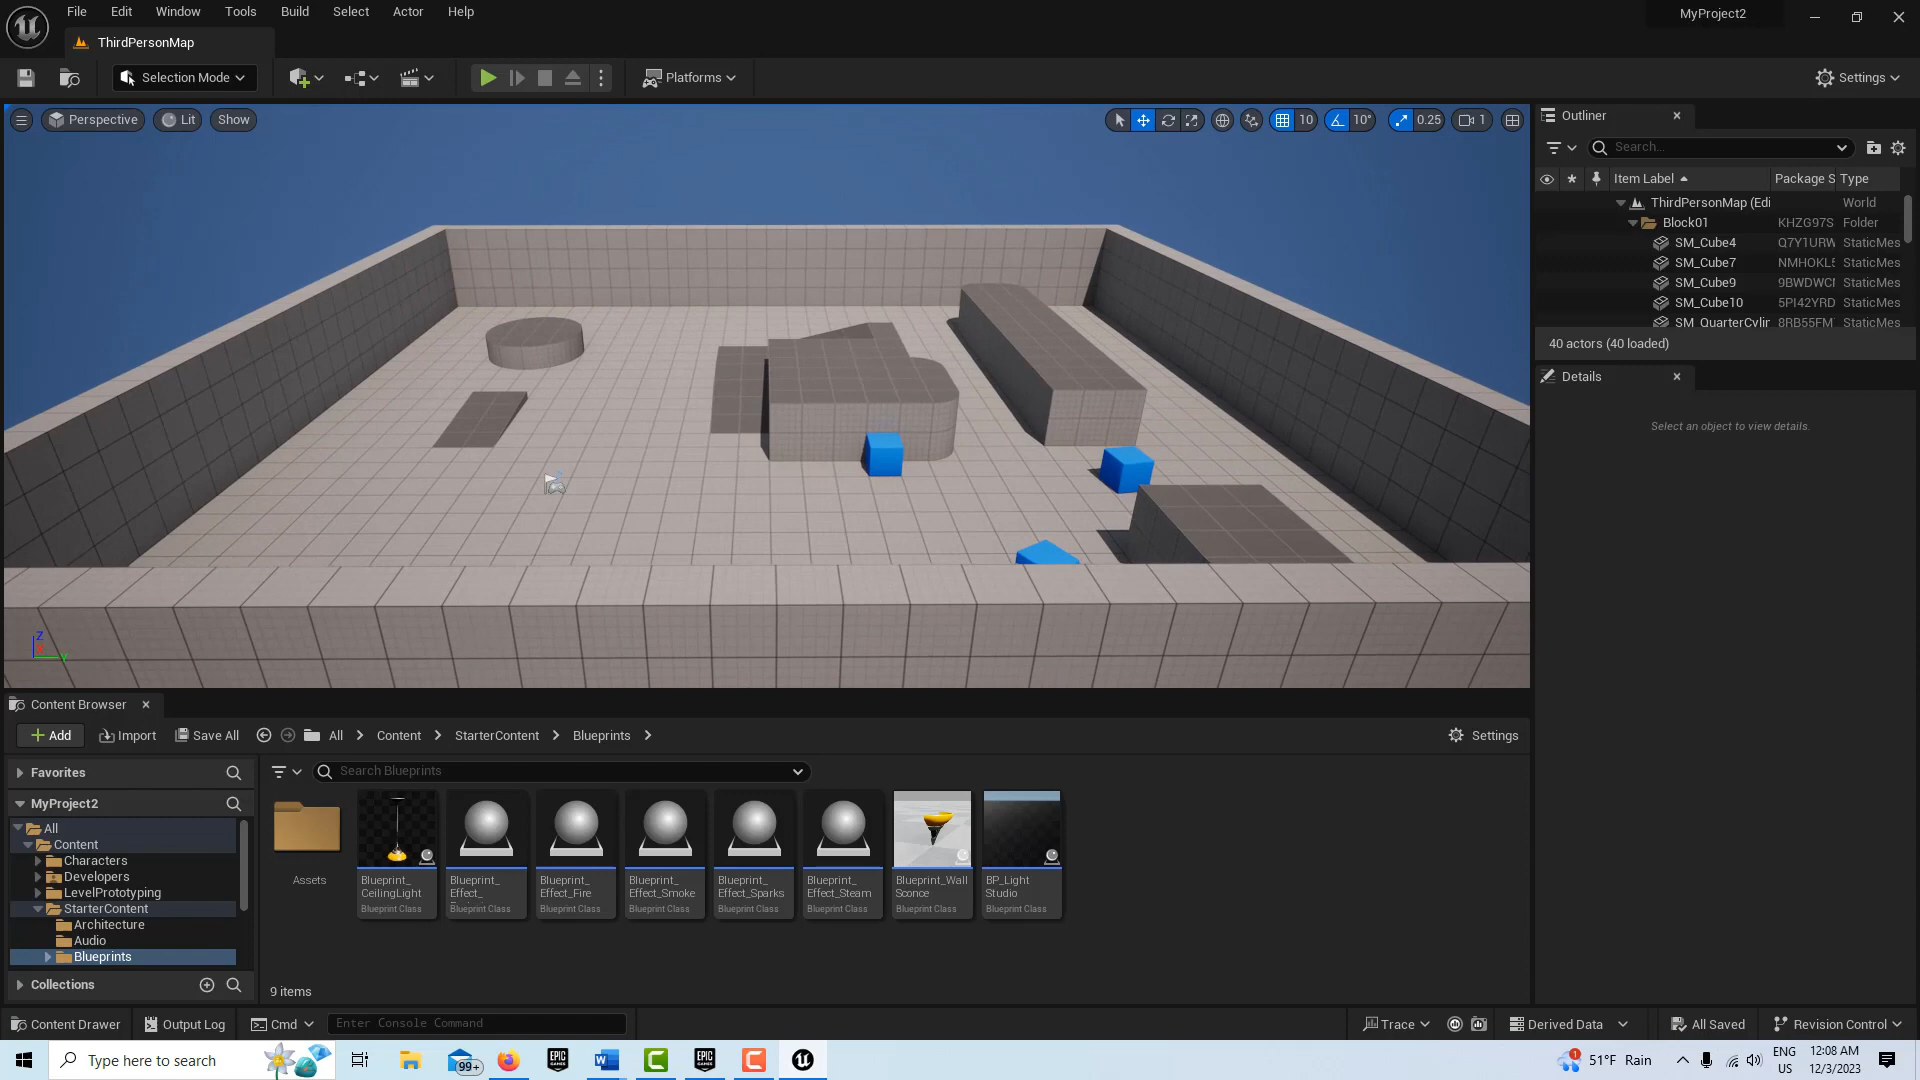 File Edit Window Tools Build Select Actor Help
MyProject2
ThirdPersonMap
Selection Mode
Platforms
Settings
Perspective
Lit
Show
10
10°
0.25
1
Outliner
Search...
Item Label
Package S
Type
ThirdPersonMap (Edi
World
Block01
KHZG97S
Folder
SM_Cube4
Q7Y1URW
StaticMes
SM_Cube7
NMHOKL5
StaticMes
SM_Cube9
StaticMes
SM_Cube10
5PI42YRD
StaticMes
SM_QuarterCylin
8RB55FM
StaticMes
40 actors (40 loaded)
Details
Select an object to view details.
Z
Y
Content Browser
Add
Import
Save All
All
Content
StarterContent
Blueprints
Settings
Favorites
Search Blueprints
MyProject2
All
Content
Characters
Developers
LevelPrototyping
StarterContent
Architecture
Audio
Blueprints
Collections
Assets
Blueprint_
CeilingLight
Blueprint Class
Blueprint_
Effect_
Blueprint Class
Blueprint_
Effect_Fire
Blueprint Class
Blueprint_
Effect_Smoke
Blueprint Class
Blueprint_
Effect_Sparks
Blueprint Class
Blueprint_
Effect_Steam
Blueprint Class
Blueprint_Wall
Sconce
Blueprint Class
BP_Light
Studio
Blueprint Class
9 items
Content Drawer
Output Log
Cmd
Enter Console Command
Trace
Derived Data
All Saved
Revision Control
Type here to search
99+
EPIC
GAMES
EPIC
GAMES
1
51°F Rain
ENG
US
12:08 AM
12/3/2023